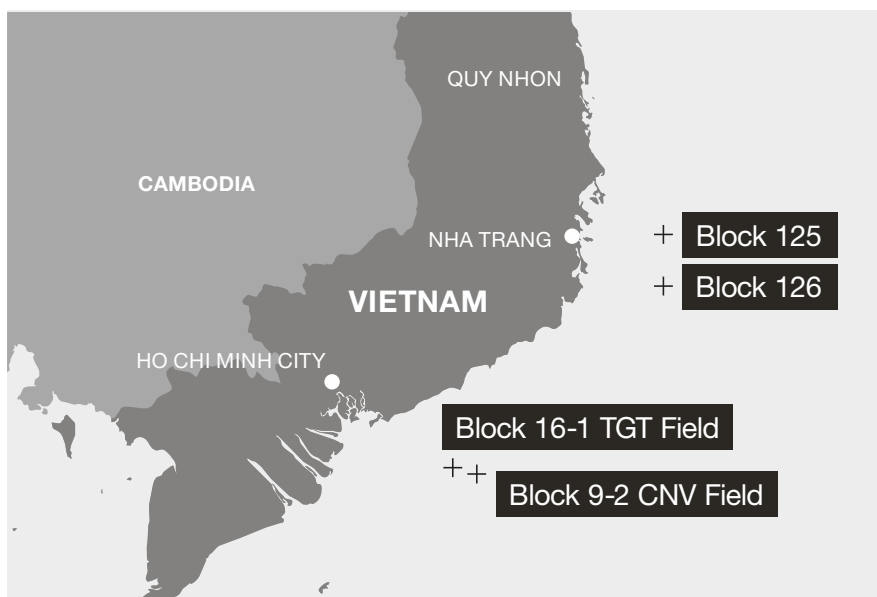 QUY NHON
CAMBODIA
NHA TRANG
Block 125
Block 126
VIETNAM
HO CHI MINH CITY
Block 16-1 TGT Field
Block 9-2 CNV Field